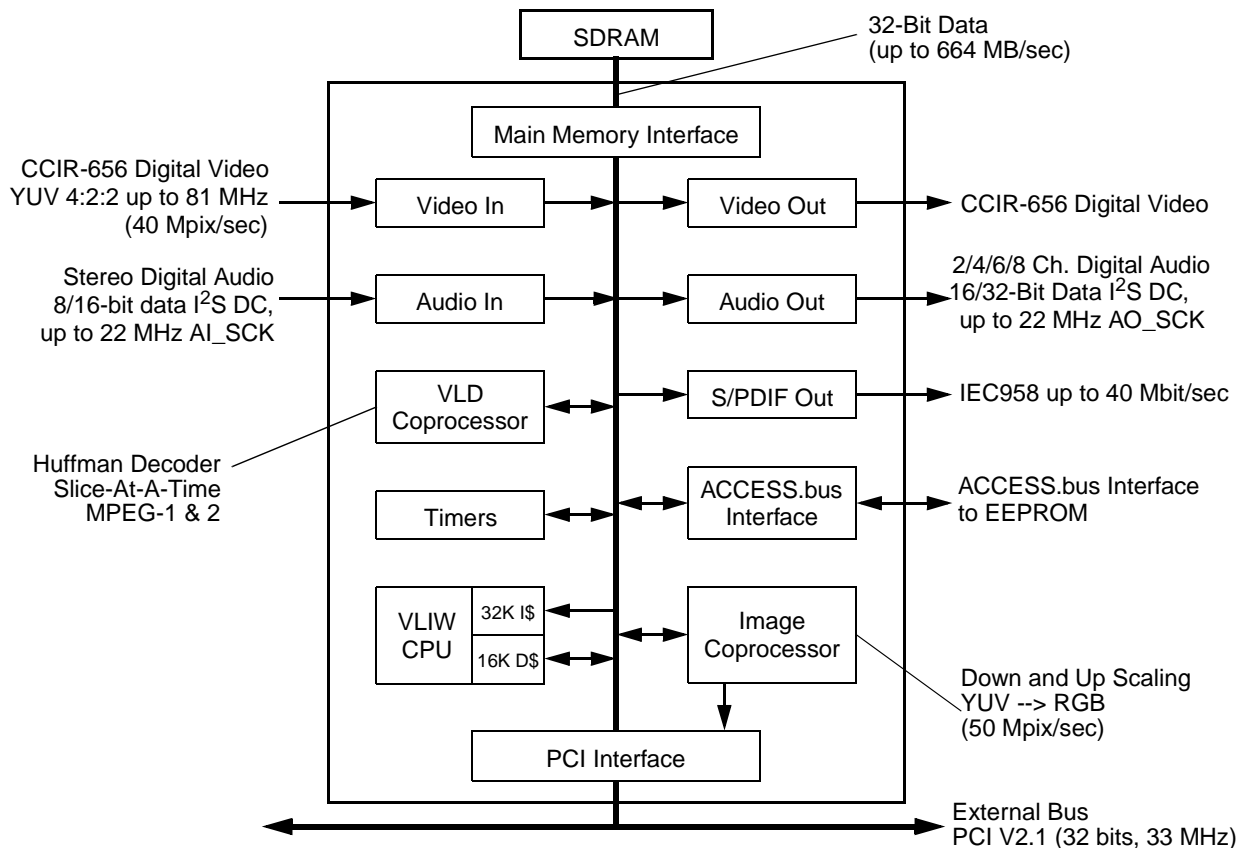 SDRAM
32-Bit Data
(up to 664 MB/sec)
Main Memory Interface
CCIR-656 Digital Video
YUV 4:2:2 up to 81 MHz
(40 Mpix/sec)
Video In
Video Out
CCIR-656 Digital Video
Stereo Digital Audio
8/16-bit data I²S DC,
up to 22 MHz AI_SCK
Audio In
Audio Out
2/4/6/8 Ch. Digital Audio
16/32-Bit Data I²S DC,
up to 22 MHz AO_SCK
VLD
Coprocessor
S/PDIF Out
IEC958 up to 40 Mbit/sec
Huffman Decoder
Slice-At-A-Time
MPEG-1 & 2
Timers
ACCESS.bus
Interface
ACCESS.bus Interface
to EEPROM
VLIW
CPU
32K I$
16K D$
Image
Coprocessor
Down and Up Scaling
YUV --> RGB
(50 Mpix/sec)
PCI Interface
External Bus
PCI V2.1 (32 bits, 33 MHz)